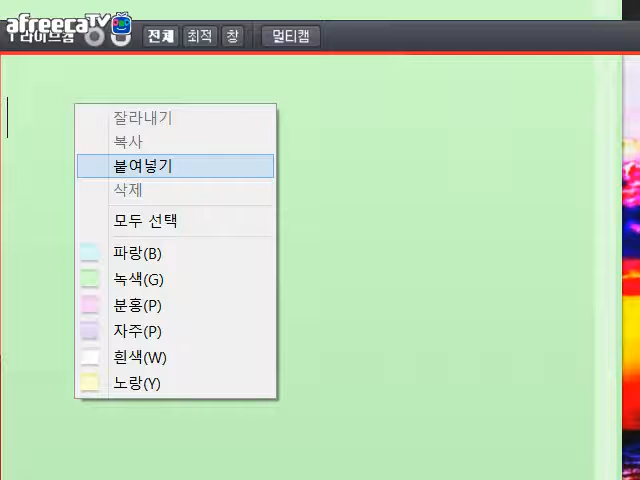 afreecaTV
라이브캠
전체 최적 창 멀티캠
잘라내기
복사
붙여넣기
삭제
모두 선택
파랑(B)
녹색(G)
분홍(P)
자주(P)
흰색(W)
노랑(Y)